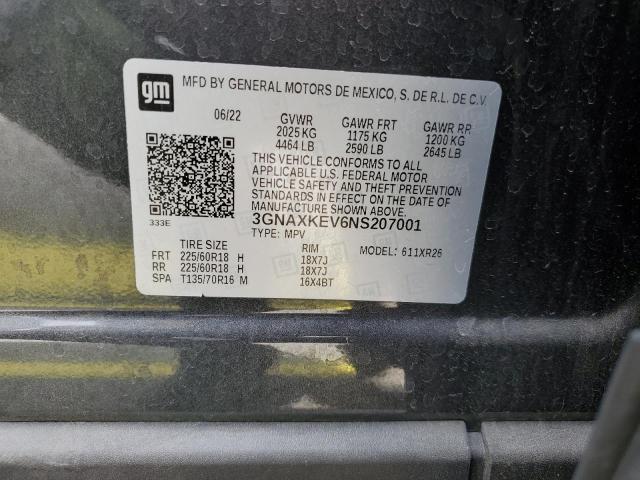 gm
MFD BY GENERAL MOTORS DE MEXICO, S. DE R.L. DE C.V.
06/22 GVWR GAWR FRT GAWR RR
2025 KG 1175 KG 1200 KG
4464 LB 2590 LB 2645 LB
THIS VEHICLE CONFORMS TO ALL
APPLICABLE U.S. FEDERAL MOTOR
VEHICLE SAFETY AND THEFT PREVENTION
STANDARDS IN EFFECT ON THE DATE OF
MANUFACTURE SHOWN ABOVE.
333E 3GNAXKEV6NS207001
TYPE: MPV
TIRE SIZE RIM MODEL: 611XR26
FRT 225/60R18 H 18X7J
RR 225/60R18 H 18X7J
SPA T135/70R16 M 16X4BT